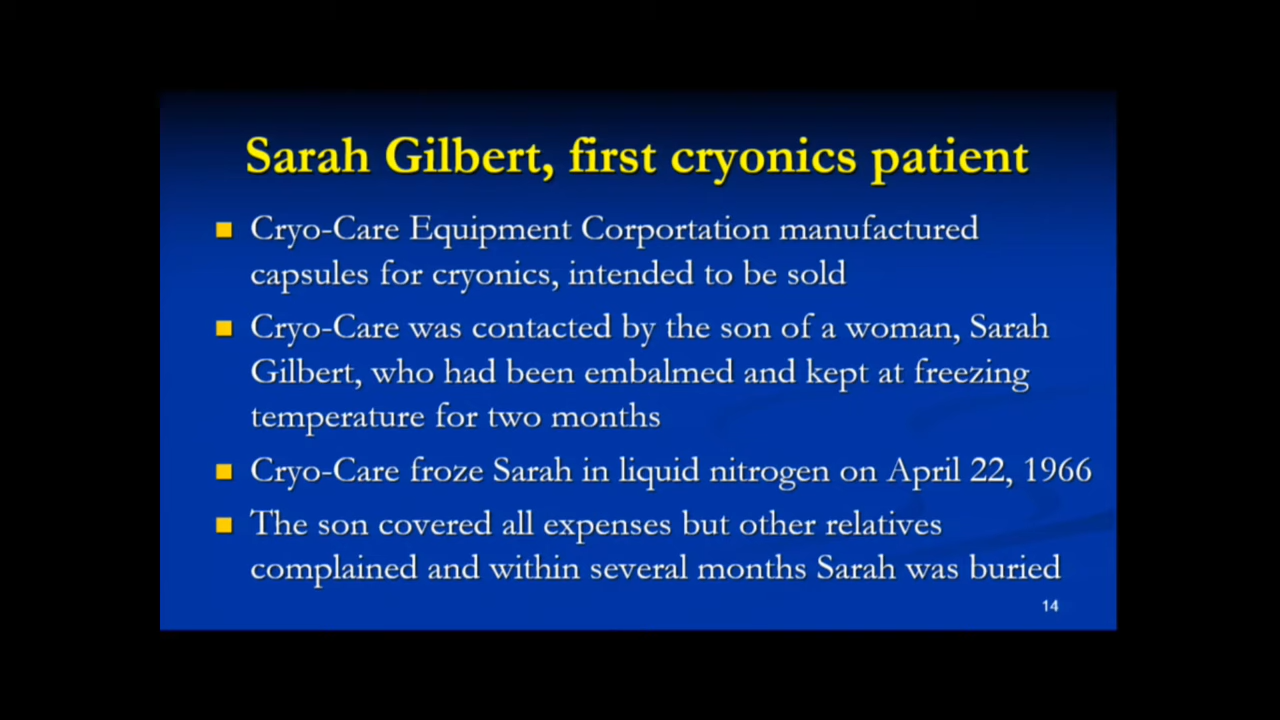 Sarah Gilbert, first cryonics patient
Cryo-Care Equipment Corportation manufactured
capsules for cryonics, intended to be sold
Cryo-Care was contacted by the son of a woman, Sarah
Gilbert, who had been embalmed and kept at freezing
temperature for two months
Cryo-Care froze Sarah in liquid nitrogen on April 22, 1966
The son covered all expenses but other relatives
complained and within several months Sarah was buried
14